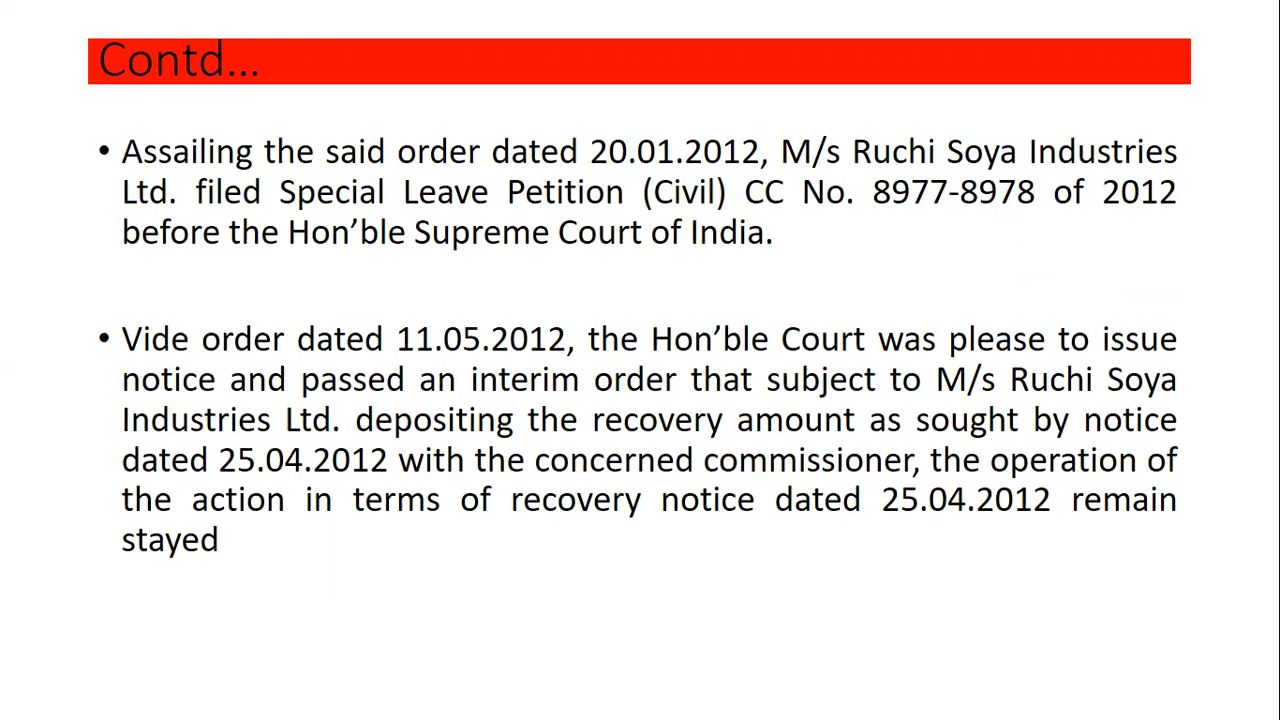 Contd...
• Assailing the said order dated 20.01.2012, M/s Ruchi Soya Industries
Ltd. filed Special Leave Petition (Civil) CC No. 8977-8978 of 2012
before the Hon’ble Supreme Court of India.
• Vide order dated 11.05.2012, the Hon’ble Court was please to issue
notice and passed an interim order that subject to M/s Ruchi Soya
Industries Ltd. depositing the recovery amount as sought by notice
dated 25.04.2012 with the concerned commissioner, the operation of
the action in terms of recovery notice dated 25.04.2012 remain
stayed